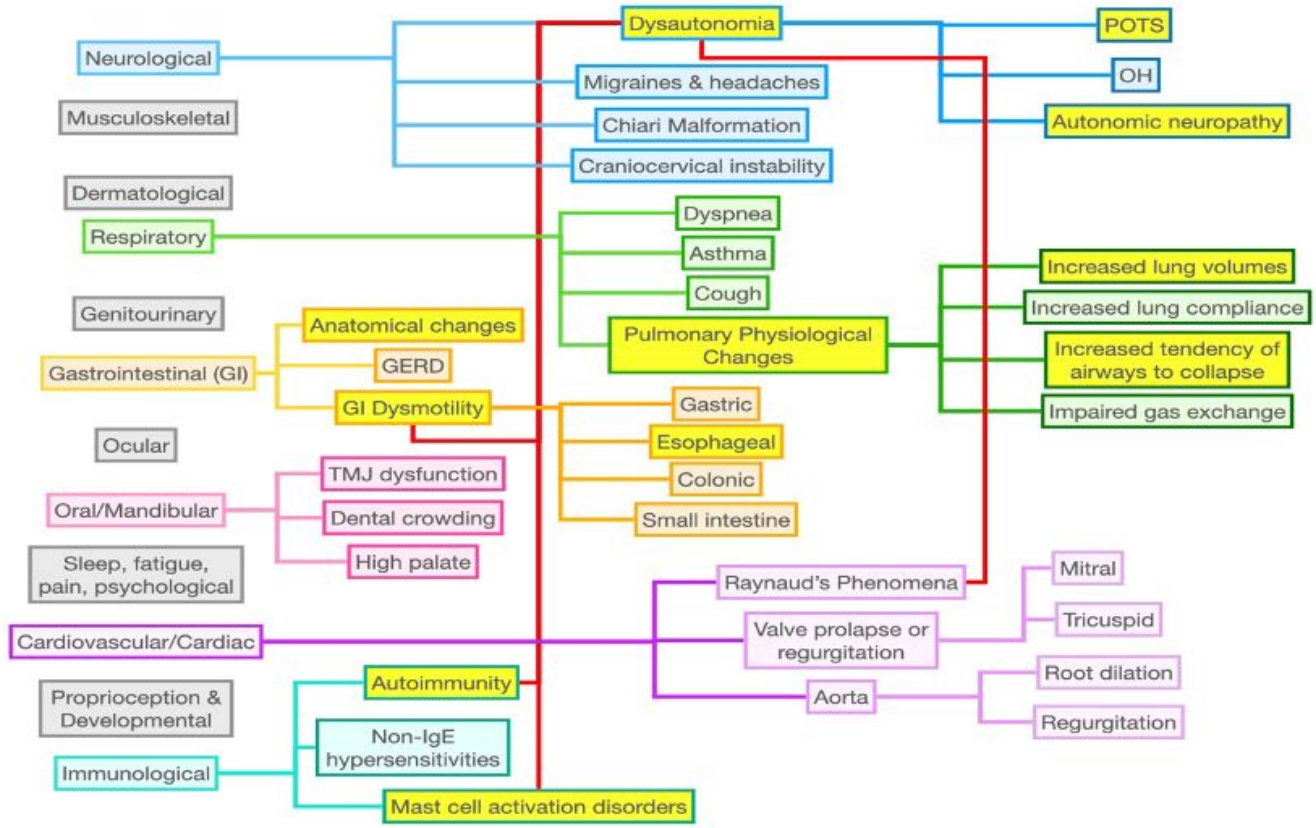 Dysautonomia
POTS
Neurological
OH
Migraines & headaches
Musculoskeletal
Chiari Malformation
Autonomic neuropathy
Craniocervical instability
Dermatological
Dyspnea
Respiratory
Asthma
Increased lung volumes
Cough
Increased lung compliance
Genitourinary
Anatomical changes
Pulmonary Physiological
Changes
Increased tendency of
airways to collapse
Gastrointestinal (GI)
GERD
GI Dysmotility
Gastric
Impaired gas exchange
Ocular
Esophageal
TMJ dysfunction
Colonic
Oral/Mandibular
Dental crowding
Small intestine
High palate
Sleep, fatigue,
pain, psychological
Raynaud's Phenomena
Mitral
Cardiovascular/Cardiac
Valve prolapse or
regurgitation
Tricuspid
Autoimmunity
Aorta
Root dilation
Proprioception &
Developmental
Regurgitation
Non-IgE
hypersensitivities
Immunological
Mast cell activation disorders